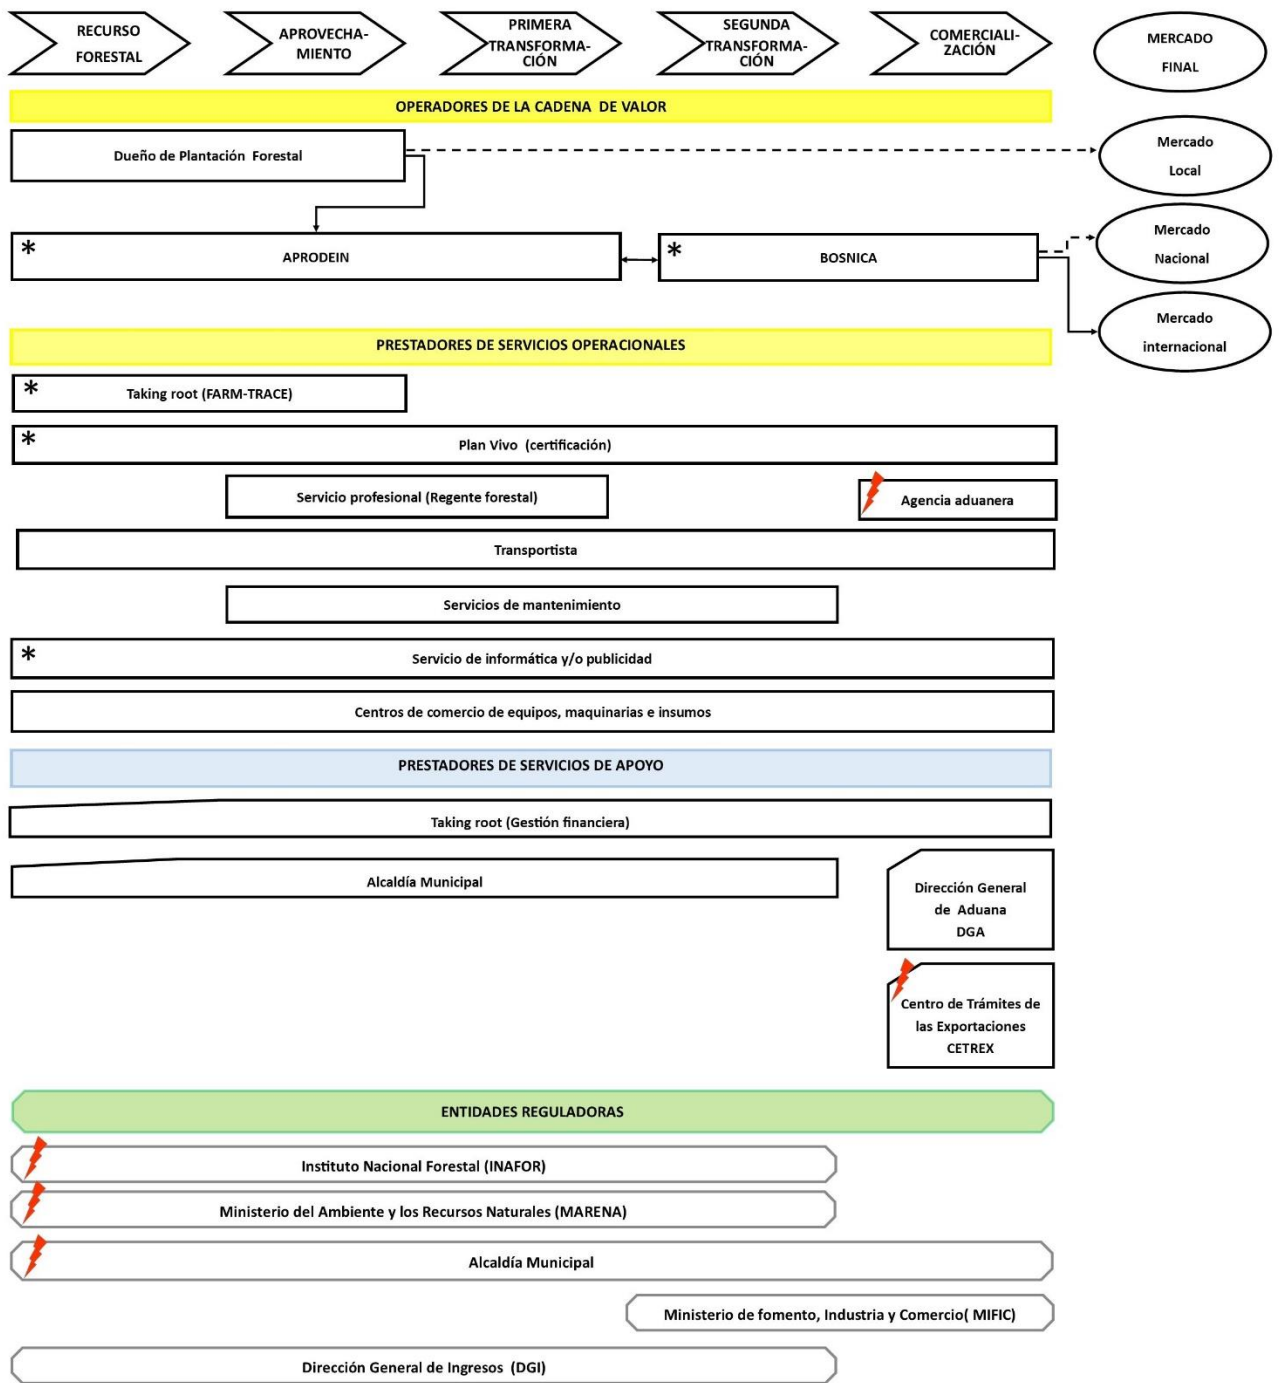 RECURSO
FORESTAL
APROVECHA-
MIENTO
PRIMERA
TRANSFORMA-
CIÓN
SEGUNDA
TRANSFORMA-
CIÓN
COMERCIALI-
ZACIÓN
MERCADO
FINAL
OPERADORES DE LA CADENA DE VALOR
Dueño de Plantación Forestal
Mercado
Local
* APRODEIN
* BOSNICA
Mercado
Nacional
Mercado
internacional
PRESTADORES DE SERVICIOS OPERACIONALES
* Taking root (FARM-TRACE)
* Plan Vivo (certificación)
Servicio profesional (Regente forestal)
Agencia aduanera
Transportista
Servicios de mantenimiento
* Servicio de informática y/o publicidad
Centros de comercio de equipos, maquinarias e insumos
PRESTADORES DE SERVICIOS DE APOYO
Taking root (Gestión financiera)
Alcaldía Municipal
Dirección General
de Aduana
DGA
Centro de Trámites de
las Exportaciones
CETREX
ENTIDADES REGULADORAS
Instituto Nacional Forestal (INAFOR)
Ministerio del Ambiente y los Recursos Naturales (MARENA)
Alcaldía Municipal
Ministerio de fomento, Industria y Comercio( MIFIC)
Dirección General de Ingresos (DGI)